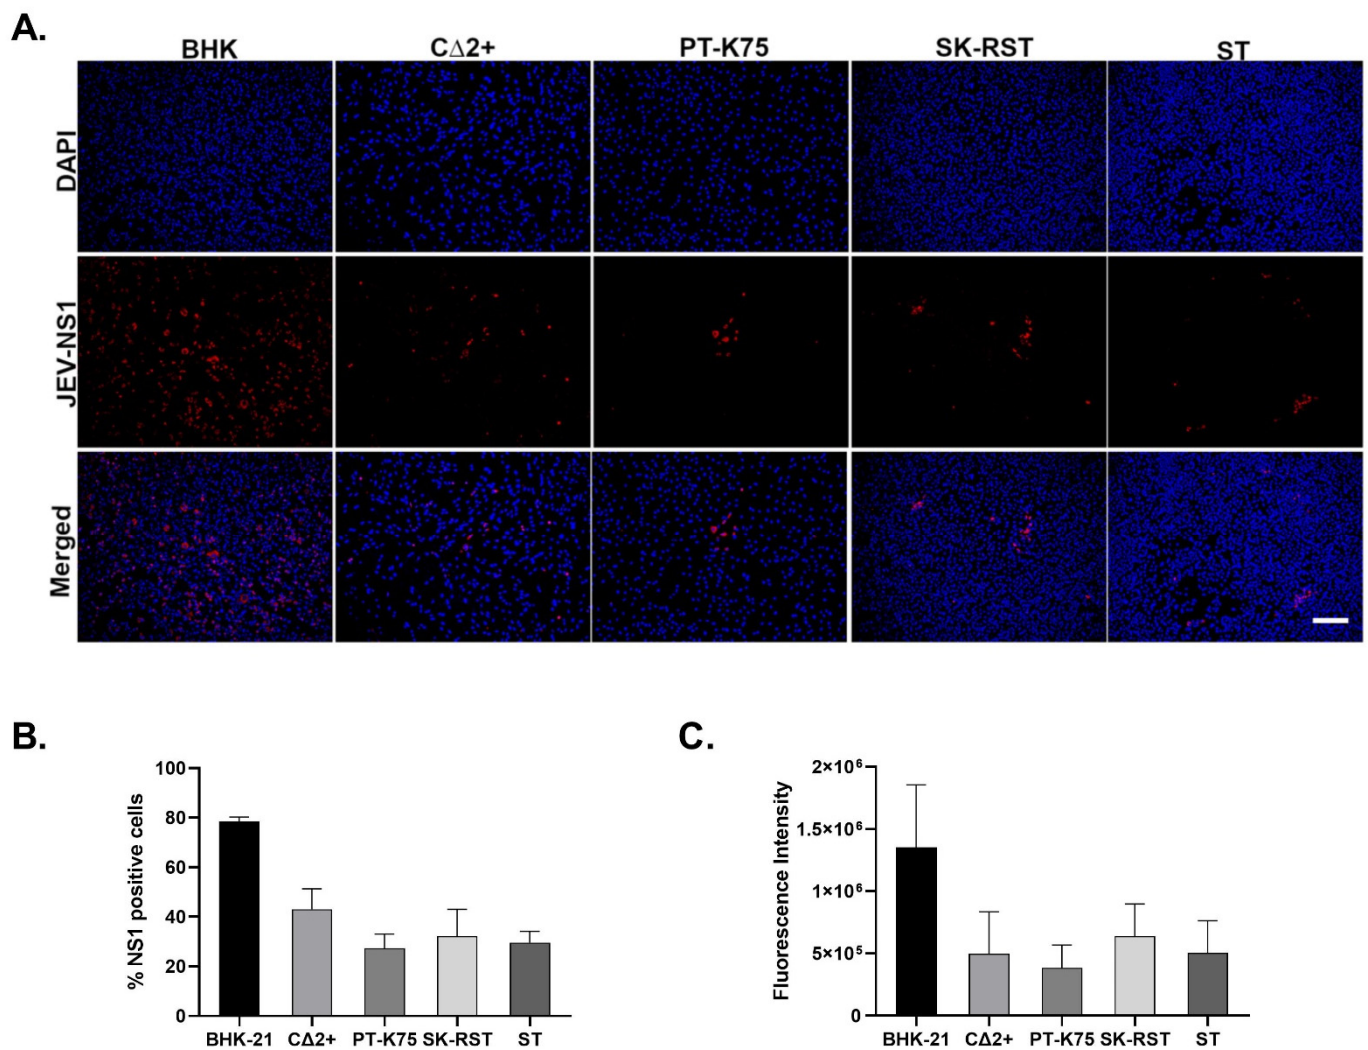 A.
BHK CΔ2+ PT-K75 SK-RST ST
DAPI
JEV-NS1
Merged
B.
% NS1 positive cells
100
80
60
40
20
0
BHK-21 CΔ2+ PT-K75 SK-RST ST
C.
Fluorescence Intensity
2×10⁶
1.5×10⁶
1×10⁶
5×10⁵
0
BHK-21 CΔ2+ PT-K75 SK-RST ST